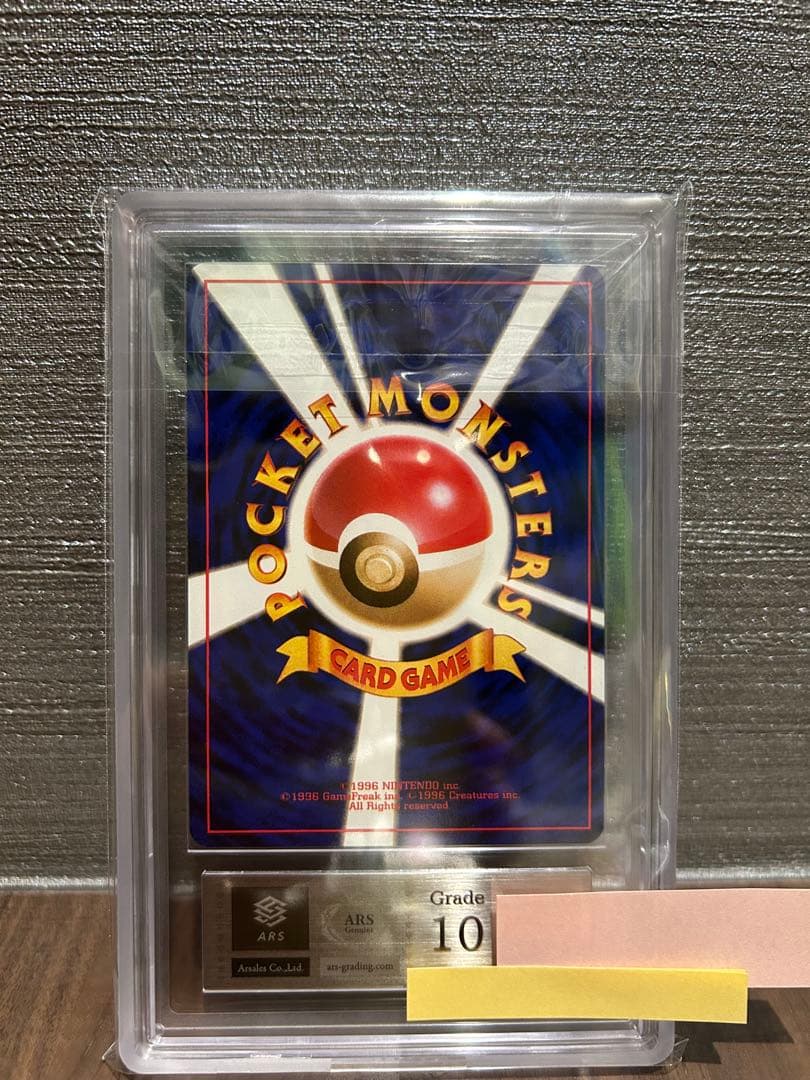 POCKET MONSTERS
CARD GAME
©1996 NINTENDO inc.
©1996 GameFreak inc. ©1996 Creatures inc.
All Rights reserved.
ARS
Arsales Co.,Ltd.
ARS
Genuine
ars-grading.com
Grade
10